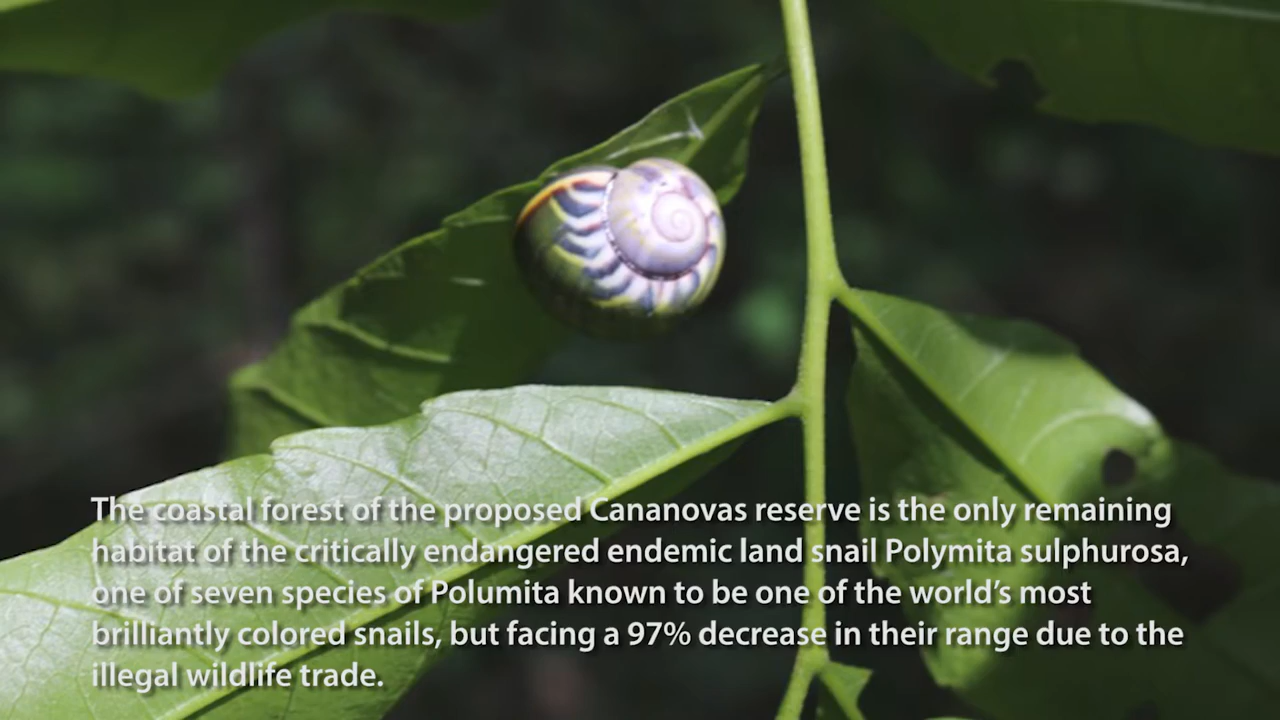 The coastal forest of the proposed Cananovas reserve is the only remaining
habitat of the critically endangered endemic land snail Polymita sulphurosa,
one of seven species of Polumita known to be one of the world's most
brilliantly colored snails, but facing a 97% decrease in their range due to the
illegal wildlife trade.